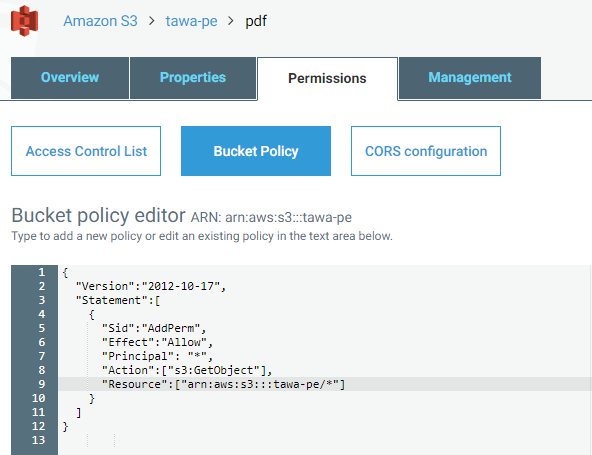 Amazon S3 > tawa-pe > pdf
Overview Properties Permissions Management
Access Control List Bucket Policy CORS configuration
Bucket policy editor ARN: arn:aws:s3:::tawa-pe
Type to add a new policy or edit an existing policy in the text area below.
1 {
2 "Version":"2012-10-17",
3 "Statement":[
4 {
5 "Sid":"AddPerm",
6 "Effect":"Allow",
7 "Principal": "*",
8 "Action":["s3:GetObject"],
9 "Resource":["arn:aws:s3:::tawa-pe/*"]
10 }
11 ]
12 }
13